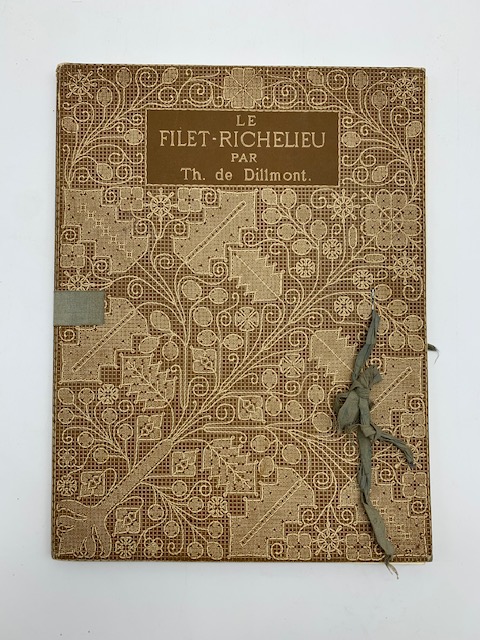 LE
FILET-RICHELIEU
PAR
Th. de Dillmont.